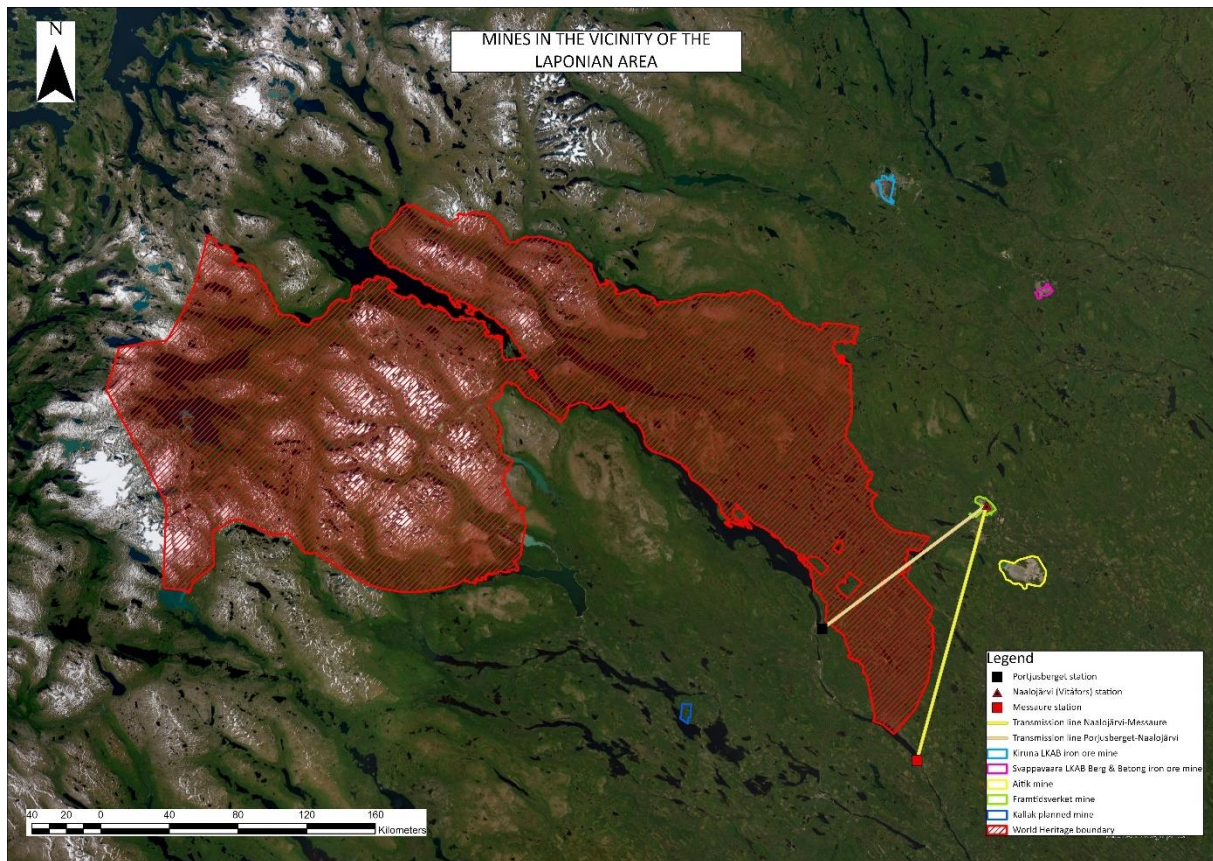 N
MINES IN THE VICINITY OF THE
LAPONIAN AREA
Legend
Portjusberget station
Naalojärvi (Vitåfors) station
Messaure station
Transmission line Naalojärvi-Messaure
Transmission line Porjusberget-Naalojärvi
Kiruna LKAB iron ore mine
Svappavaara LKAB Berg & Betong iron ore mine
Aitik mine
Framtidsverket mine
Kallak planned mine
World Heritage boundary
40 20 0 40 80 120 160
Kilometers